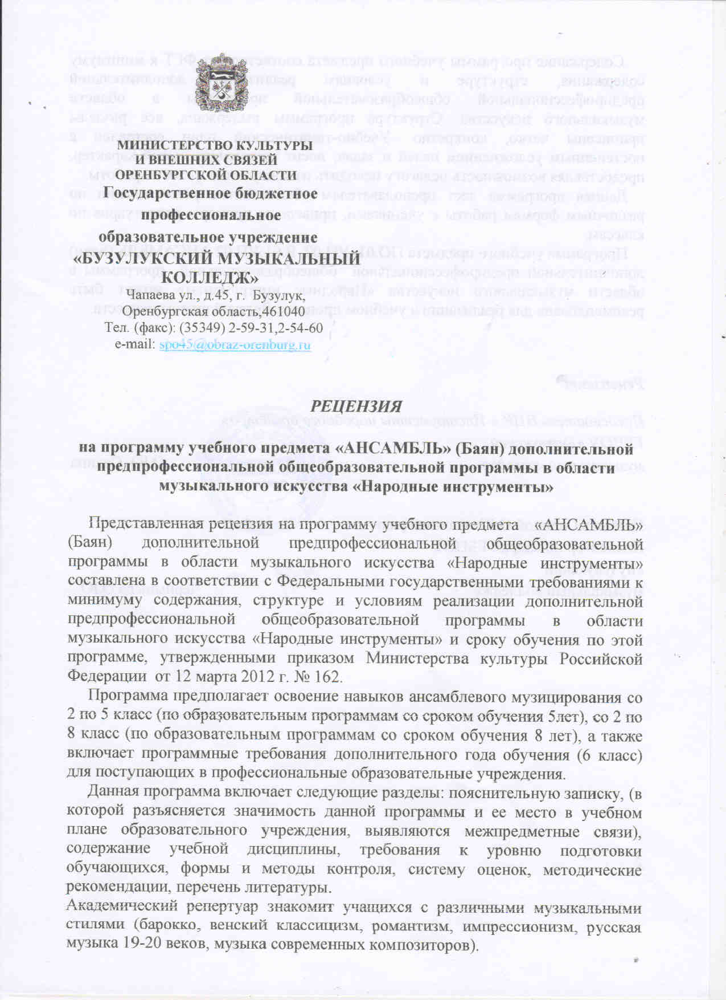 МИНИСТЕРСТВО КУЛЬТУРЫ
И ВНЕШНИХ СВЯЗЕЙ
ОРЕНБУРГСКОЙ ОБЛАСТИ
Государственное бюджетное
профессиональное
образовательное учреждение
«БУЗУЛУКСКИЙ МУЗЫКАЛЬНЫЙ
КОЛЛЕДЖ»
Чапаева ул., д.45, г. Бузулук,
Оренбургская область,461040
Тел. (факс): (35349) 2-59-31,2-54-60
e-mail: spo45@obraz-orenburg.ru
РЕЦЕНЗИЯ
на программу учебного предмета «АНСАМБЛЬ» (Баян) дополнительной
предпрофессиональной общеобразовательной программы в области
музыкального искусства «Народные инструменты»
Представленная рецензия на программу учебного предмета «АНСАМБЛЬ»
(Баян) дополнительной предпрофессиональной общеобразовательной
программы в области музыкального искусства «Народные инструменты»
составлена в соответствии с Федеральными государственными требованиями к
минимуму содержания, структуре и условиям реализации дополнительной
предпрофессиональной общеобразовательной программы в области
музыкального искусства «Народные инструменты» и сроку обучения по этой
программе, утвержденными приказом Министерства культуры Российской
Федерации от 12 марта 2012 г. № 162.
Программа предполагает освоение навыков ансамблевого музицирования со
2 по 5 класс (по образовательным программам со сроком обучения 5лет), со 2 по
8 класс (по образовательным программам со сроком обучения 8 лет), а также
включает программные требования дополнительного года обучения (6 класс)
для поступающих в профессиональные образовательные учреждения.
Данная программа включает следующие разделы: пояснительную записку, (в
которой разъясняется значимость данной программы и ее место в учебном
плане образовательного учреждения, выявляются межпредметные связи),
содержание учебной дисциплины, требования к уровню подготовки
обучающихся, формы и методы контроля, систему оценок, методические
рекомендации, перечень литературы.
Академический репертуар знакомит учащихся с различными музыкальными
стилями (барокко, венский классицизм, романтизм, импрессионизм, русская
музыка 19-20 веков, музыка современных композиторов).